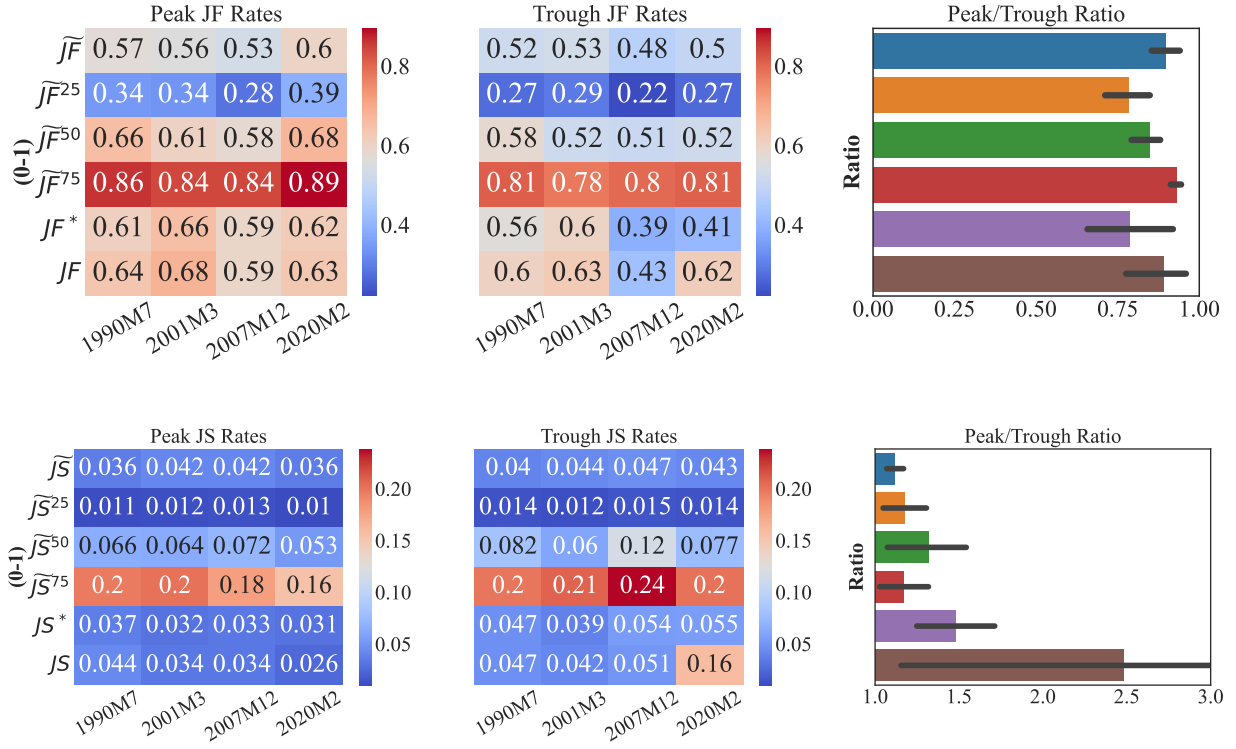 Peak JF Rates
Trough JF Rates
Peak/Trough Ratio
(0-1)
J͠F 0.57 0.56 0.53 0.6 0.52 0.53 0.48 0.5
J͠F²⁵ 0.34 0.34 0.28 0.39 0.27 0.29 0.22 0.27
J͠F⁵⁰ 0.66 0.61 0.58 0.68 0.58 0.52 0.51 0.52
J͠F⁷⁵ 0.86 0.84 0.84 0.89 0.81 0.78 0.8 0.81
JF* 0.61 0.66 0.59 0.62 0.56 0.6 0.39 0.41
JF 0.64 0.68 0.59 0.63 0.6 0.63 0.43 0.62
1990M7 2001M3 2007M12 2020M2
0.8
0.6
0.4
1990M7 2001M3 2007M12 2020M2
0.8
0.6
0.4
Ratio
0.00 0.25 0.50 0.75 1.00
Peak JS Rates
Trough JS Rates
Peak/Trough Ratio
(0-1)
J͠S 0.036 0.042 0.042 0.036 0.04 0.044 0.047 0.043
J͠S²⁵ 0.011 0.012 0.013 0.01 0.014 0.012 0.015 0.014
J͠S⁵⁰ 0.066 0.064 0.072 0.053 0.082 0.06 0.12 0.077
J͠S⁷⁵ 0.2 0.2 0.18 0.16 0.2 0.21 0.24 0.2
JS* 0.037 0.032 0.033 0.031 0.047 0.039 0.054 0.055
JS 0.044 0.034 0.034 0.026 0.047 0.042 0.051 0.16
1990M7 2001M3 2007M12 2020M2
0.20
0.15
0.10
0.05
1990M7 2001M3 2007M12 2020M2
0.20
0.15
0.10
0.05
Ratio
1.0 1.5 2.0 2.5 3.0